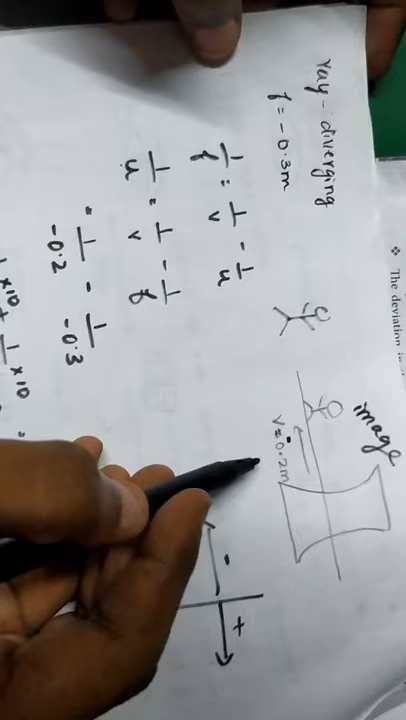 ❖ The deviation in
ray - diverging
f = - 0.3m
image
v = 0.2m
1/f = 1/v - 1/u
1/u = 1/v - 1/f
= 1/-0.2 - 1/-0.3
- +